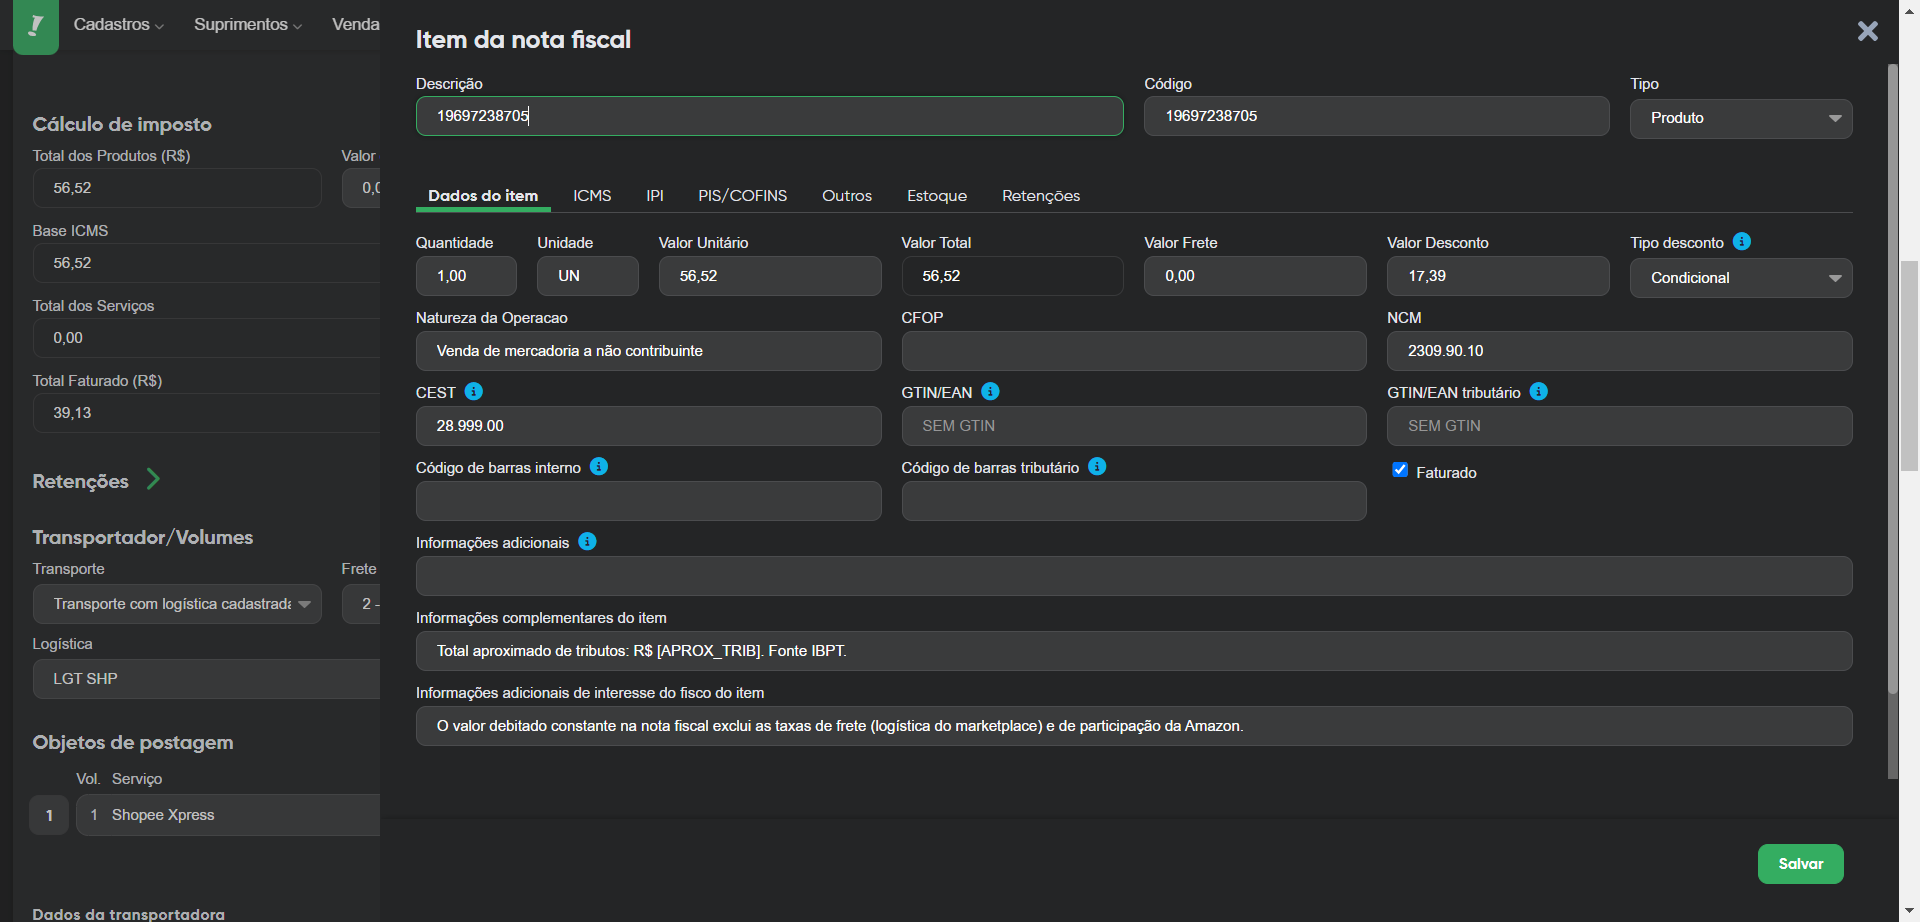 Cadastros
Suprimentos
Venda
Cálculo de imposto
Total dos Produtos (R$)
Valor
56,52
0,0
Base ICMS
56,52
Total dos Serviços
0,00
Total Faturado (R$)
39,13
Retenções
Transportador/Volumes
Transporte
Frete
Transporte com logística cadastrada
2 -
Logística
LGT SHP
Objetos de postagem
Vol. Serviço
1
1 Shopee Xpress
Dados da transportadora
Item da nota fiscal
Descrição
Código
Tipo
19697238705
19697238705
Produto
Dados do item
ICMS
IPI
PIS/COFINS
Outros
Estoque
Retenções
Quantidade
Unidade
Valor Unitário
Valor Total
Valor Frete
Valor Desconto
Tipo desconto
1,00
UN
56,52
56,52
0,00
17,39
Condicional
Natureza da Operacao
CFOP
NCM
Venda de mercadoria a não contribuinte
2309.90.10
CEST
GTIN/EAN
GTIN/EAN tributário
28.999.00
SEM GTIN
SEM GTIN
Código de barras interno
Código de barras tributário
Faturado
Informações adicionais
Informações complementares do item
Total aproximado de tributos: R$ [APROX_TRIB]. Fonte IBPT.
Informações adicionais de interesse do fisco do item
O valor debitado constante na nota fiscal exclui as taxas de frete (logística do marketplace) e de participação da Amazon.
Salvar